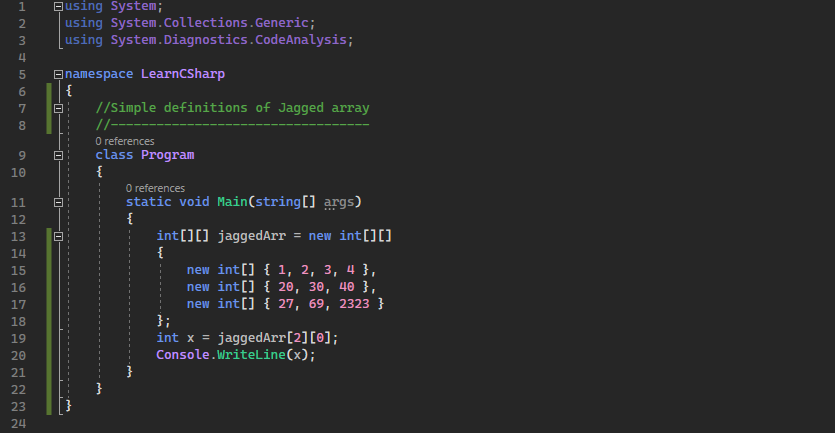 1 using System;
2 using System.Collections.Generic;
3 using System.Diagnostics.CodeAnalysis;
4
5 namespace LearnCSharp
6 {
7 //Simple definitions of Jagged array
8 //----------------------------------
0 references
9 class Program
10 {
0 references
11 static void Main(string[] args)
12 {
13 int[][] jaggedArr = new int[][]
14 {
15 new int[] { 1, 2, 3, 4 },
16 new int[] { 20, 30, 40 },
17 new int[] { 27, 69, 2323 }
18 };
19 int x = jaggedArr[2][0];
20 Console.WriteLine(x);
21 }
22 }
23 }
24